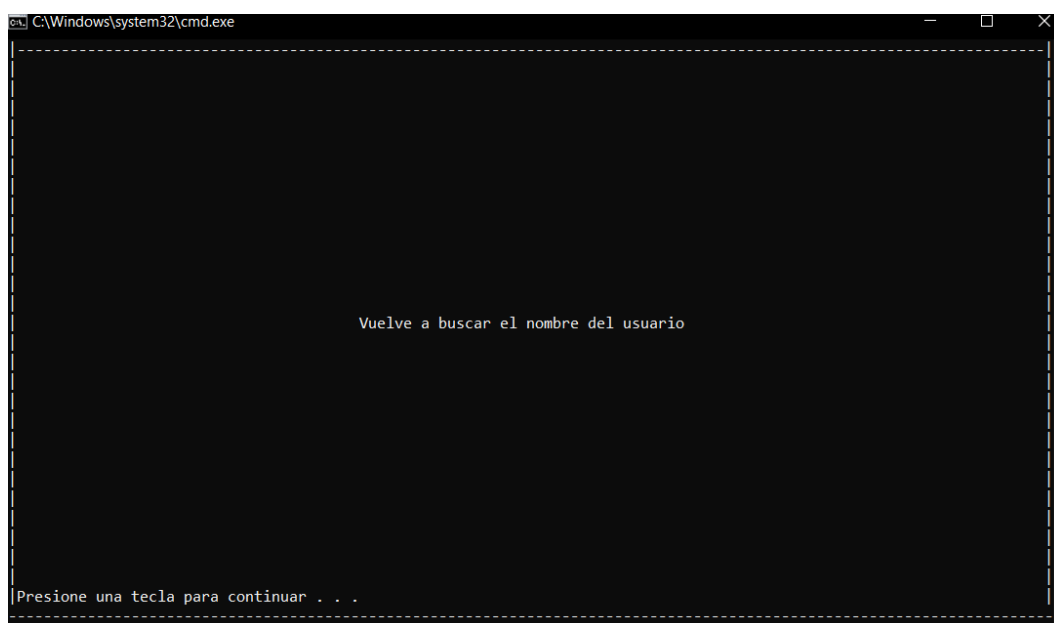 C:\Windows\system32\cmd.exe
Vuelve a buscar el nombre del usuario
Presione una tecla para continuar . . .